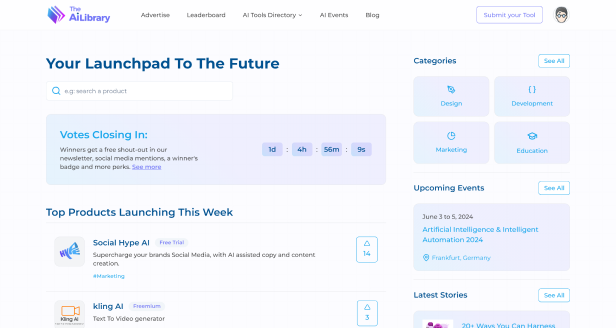 The
AiLibrary
Advertise
Leaderboard
AI Tools Directory
AI Events
Blog
Submit your Tool
Your Launchpad To The Future
e.g: search a product
Votes Closing In:
Winners get a free shout-out in our
newsletter, social media mentions, a winner's
badge and more perks. See more
1d : 4h : 56m : 9s
Top Products Launching This Week
Social Hype AI
Free Trial
Supercharge your brands Social Media, with AI assisted copy and content
creation.
#Marketing
14
Kling AI
kling AI
Freemium
Text To Video generator
3
Categories
See All
Design
Development
Marketing
Education
Upcoming Events
See All
June 3 to 5, 2024
Artificial Intelligence & Intelligent
Automation 2024
Frankfurt, Germany
Latest Stories
See All
20+ Ways You Can Harness